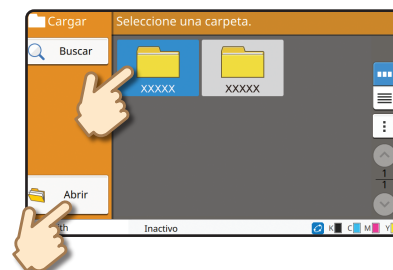 Cargar
Seleccione una carpeta.
Buscar
XXXXX
XXXXX
1
1
Abrir
Inactivo
K C M Y